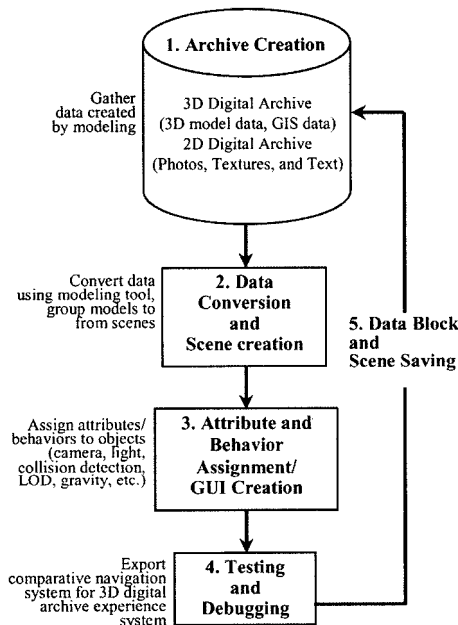 1. Archive Creation
Gather
data created
by modeling
3D Digital Archive
(3D model data, GIS data)
2D Digital Archive
(Photos, Textures, and Text)
Convert data
using modeling tool,
group models to
from scenes
2. Data
Conversion
and
Scene creation
5. Data Block
and
Scene Saving
Assign attributes/
behaviors to objects
(camera, light,
collision detection,
LOD, gravity, etc.)
3. Attribute and
Behavior
Assignment/
GUI Creation
Export
comparative navigation
system for 3D digital
archive experience
system
4. Testing
and
Debugging